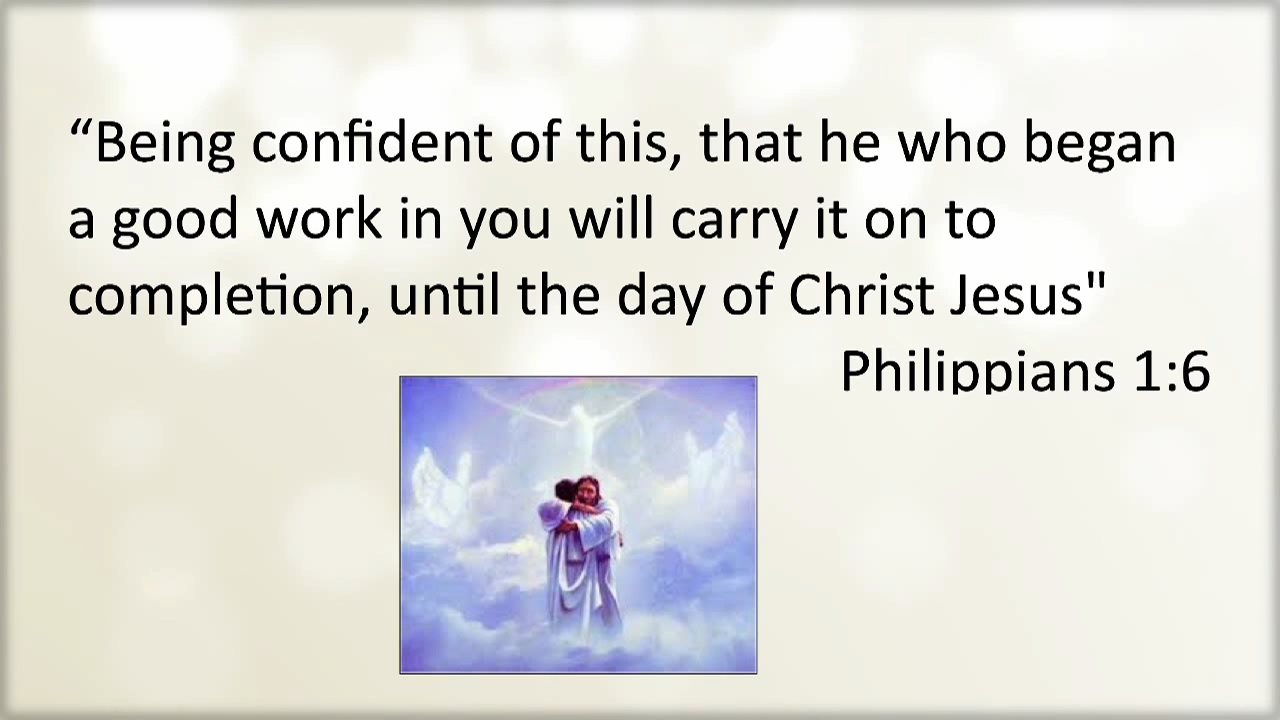 “Being confident of this, that he who began
a good work in you will carry it on to
completion, until the day of Christ Jesus"
Philippians 1:6